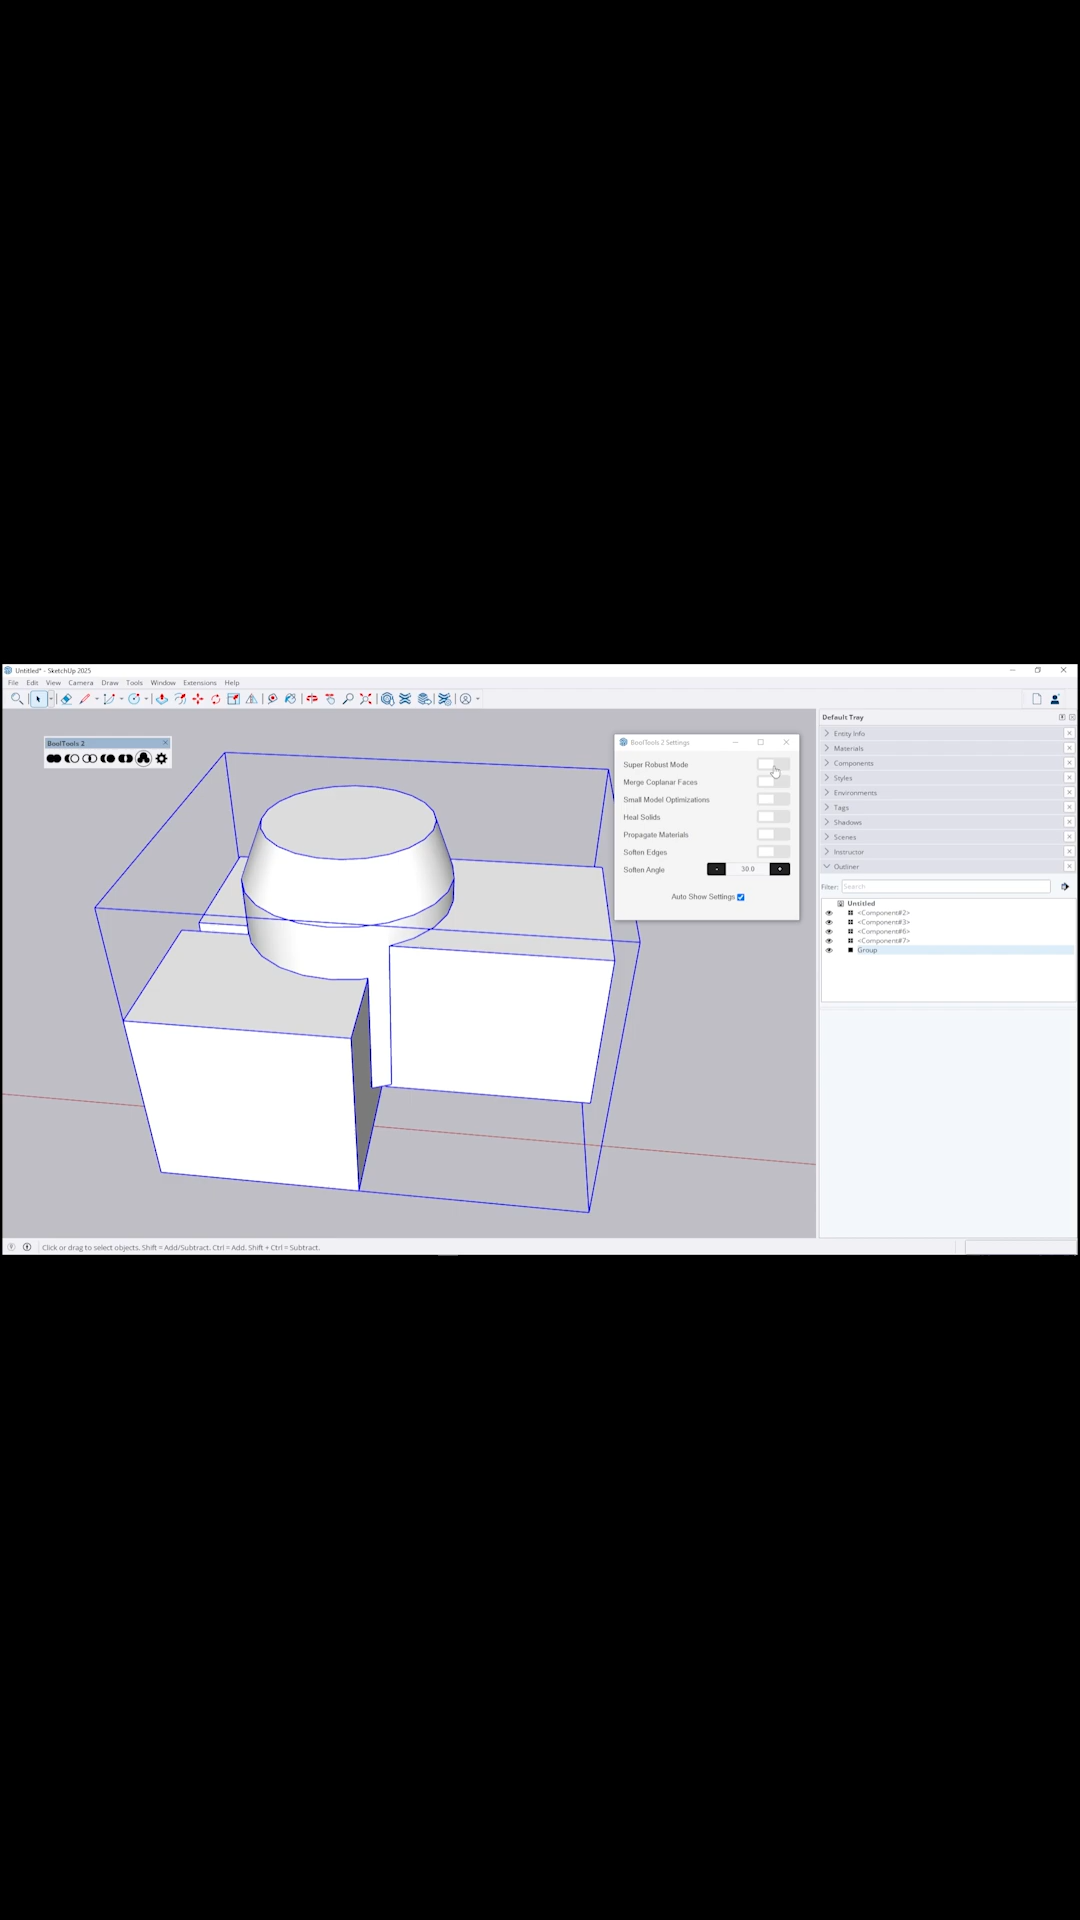 Untitled* - SketchUp 2025
File Edit View Camera Draw Tools Window Extensions Help
Default Tray
BoolTools 2
BoolTools 2 Settings
Super Robust Mode
Merge Coplanar Faces
Small Model Optimizations
Heal Solids
Propagate Materials
Soften Edges
Soften Angle - 30.0 +
Auto Show Settings
Entity Info
Materials
Components
Styles
Environments
Tags
Shadows
Scenes
Instructor
Outliner
Filter: Search
Untitled
<Component#2>
<Component#3>
<Component#6>
<Component#7>
Group
Click or drag to select objects. Shift = Add/Subtract. Ctrl = Add. Shift + Ctrl = Subtract.